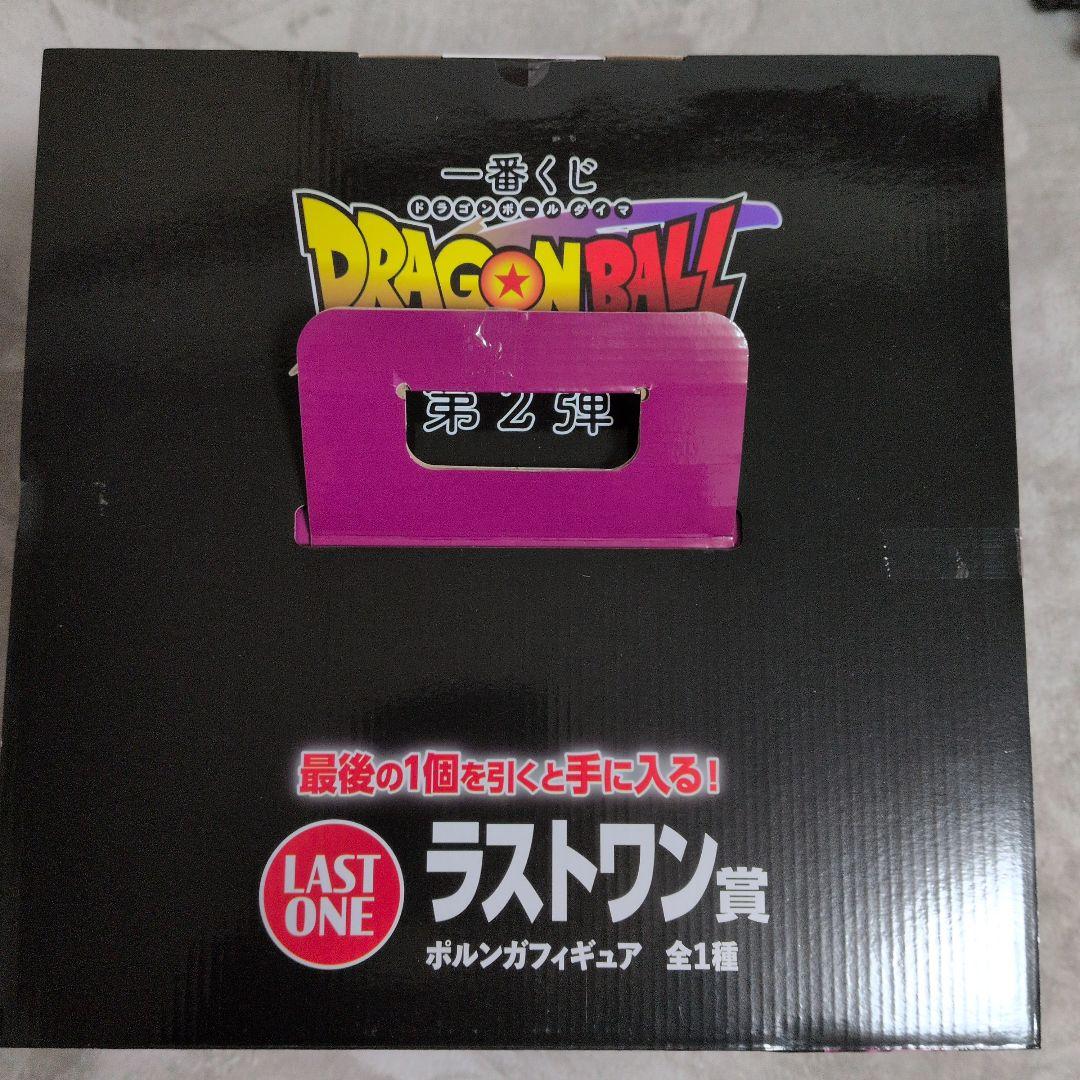 一番くじ
ドラゴンボール ダイマ
DRAGON BALL
第2弾
最後の1個を引くと手に入る!
LAST
ONE
ラストワン賞
ポルンガフィギュア 全1種